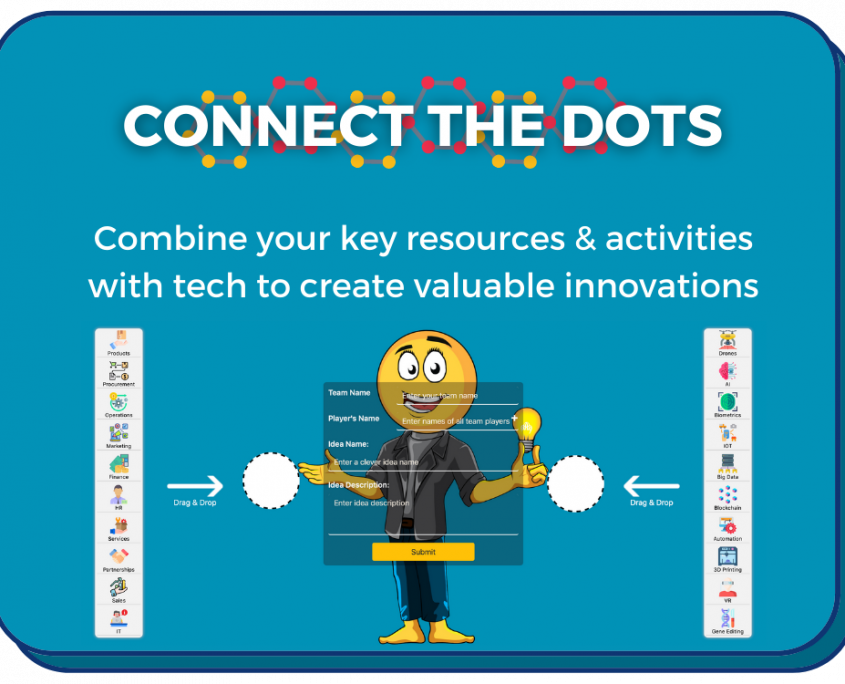 CONNECT THE DOTS
Combine your key resources & activities
with tech to create valuable innovations
Products
Procurement
Operations
Marketing
Finance
HR
Services
Partnerships
Sales
IT
Drag & Drop
Team Name
Enter your team name
Player's Name
Enter names of all team players
+
Idea Name:
Enter a clever idea name
Idea Description:
Enter idea description
Submit
Drag & Drop
Drones
AI
Biometrics
IOT
Big Data
Blockchain
Automation
3D Printing
VR
Gene Editing